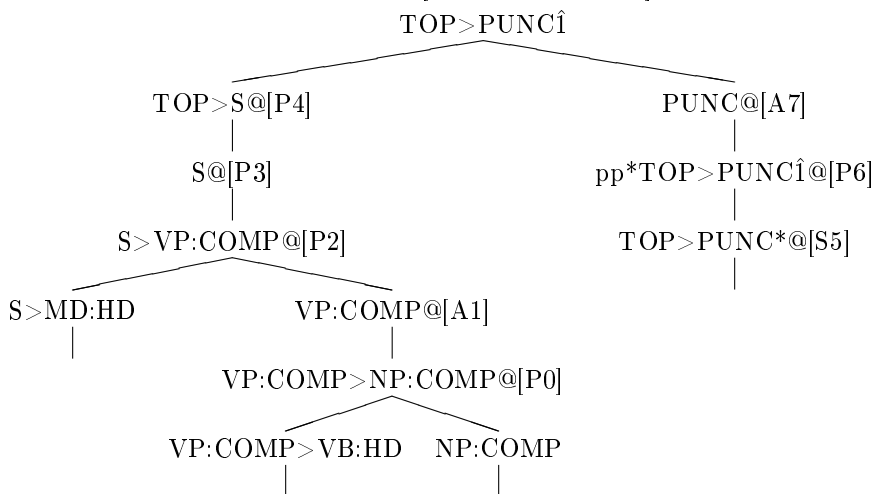 TOP>PUNCÎ
TOP>S@[P4] PUNC@[A7]
S@[P3] pp*TOP>PUNCÎ@[P6]
S>VP:COMP@[P2] TOP>PUNC*@[S5]
S>MD:HD VP:COMP@[A1]
VP:COMP>NP:COMP@[P0]
VP:COMP>VB:HD NP:COMP